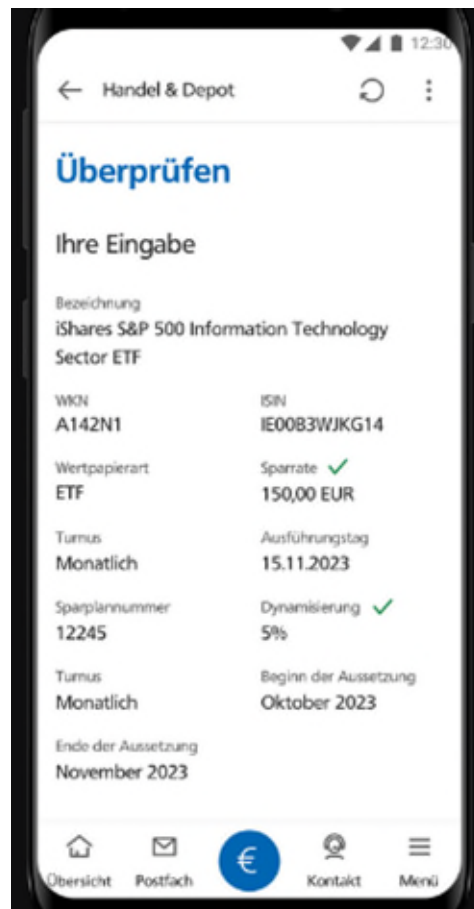 12:30
Handel & Depot
Überprüfen
Ihre Eingabe
Bezeichnung
iShares S&P 500 Information Technology
Sector ETF
WKN ISIN
A142N1 IE00B3WJKG14
Wertpapierart Sparrate
ETF 150,00 EUR
Turnus Ausführungstag
Monatlich 15.11.2023
Sparplannummer Dynamisierung
12245 5%
Turnus Beginn der Aussetzung
Monatlich Oktober 2023
Ende der Aussetzung
November 2023
€
Übersicht Postfach Kontakt Menü